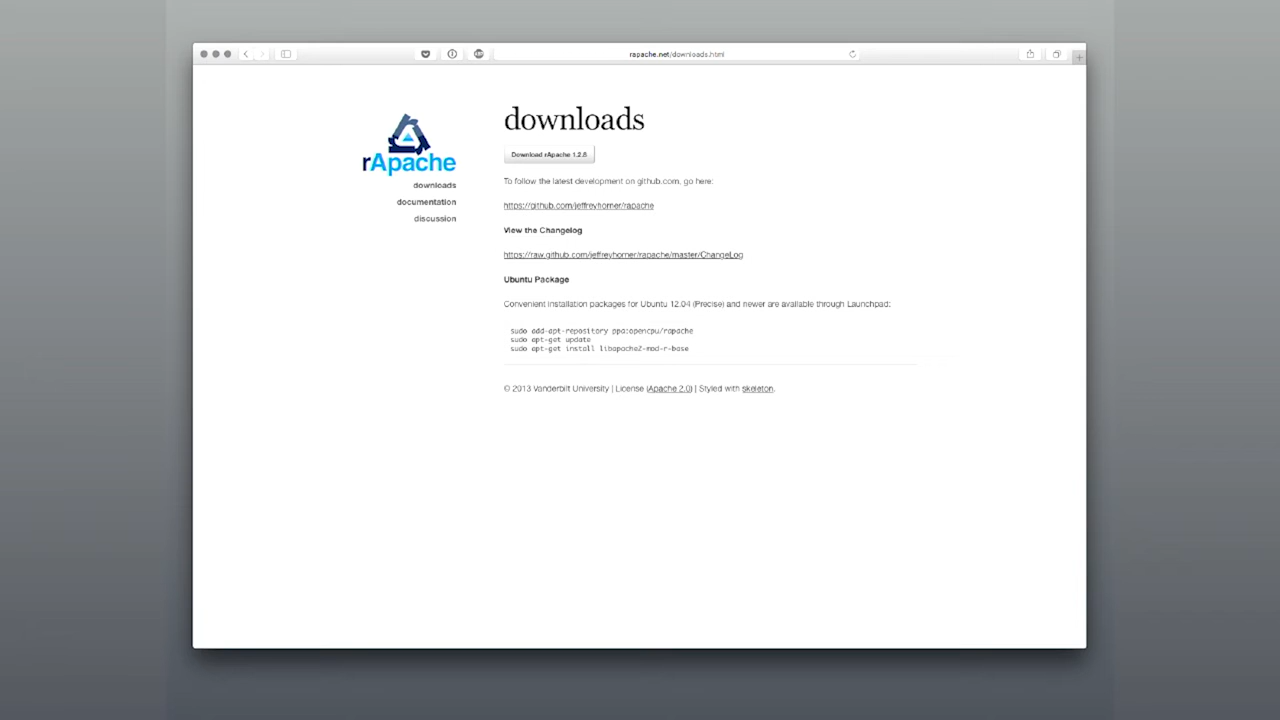 rapache.net/downloads.html
rApache
downloads
documentation
discussion
downloads
Download rApache 1.2.8
To follow the latest development on github.com, go here:
https://github.com/jeffreyhorner/rapache
View the Changelog
https://raw.github.com/jeffreyhorner/rapache/master/ChangeLog
Ubuntu Package
Convenient installation packages for Ubuntu 12.04 (Precise) and newer are available through Launchpad:
sudo add-apt-repository ppa:opencpu/rapache
sudo apt-get update
sudo apt-get install libapache2-mod-r-base
© 2013 Vanderbilt University | License (Apache 2.0) | Styled with skeleton.